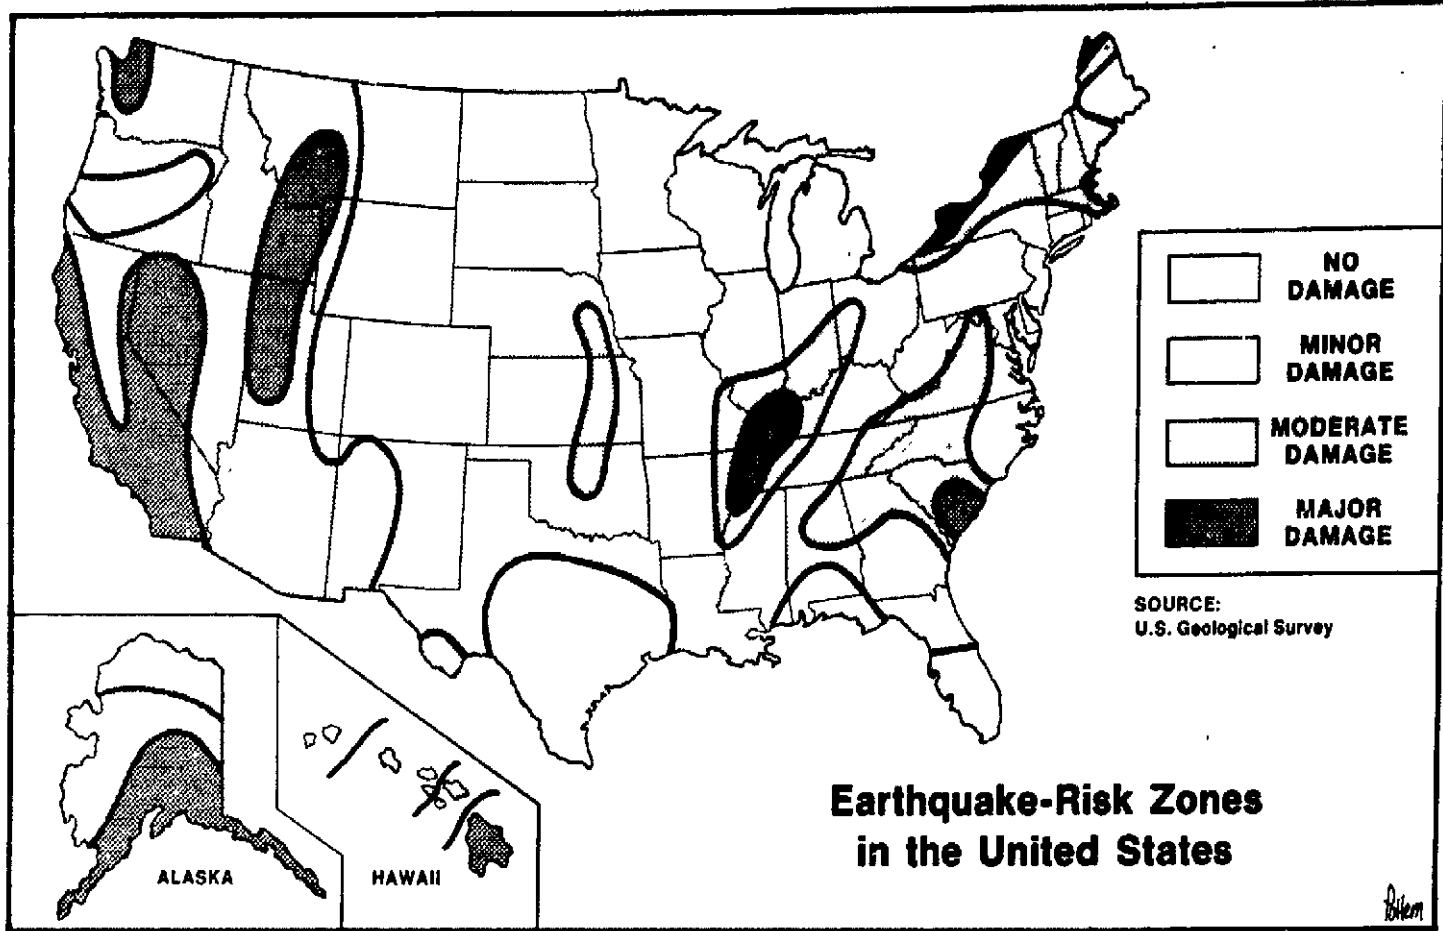 NO
DAMAGE
MINOR
DAMAGE
MODERATE
DAMAGE
MAJOR
DAMAGE
SOURCE:
U.S. Geological Survey
Earthquake-Risk Zones
in the United States
ALASKA
HAWAII